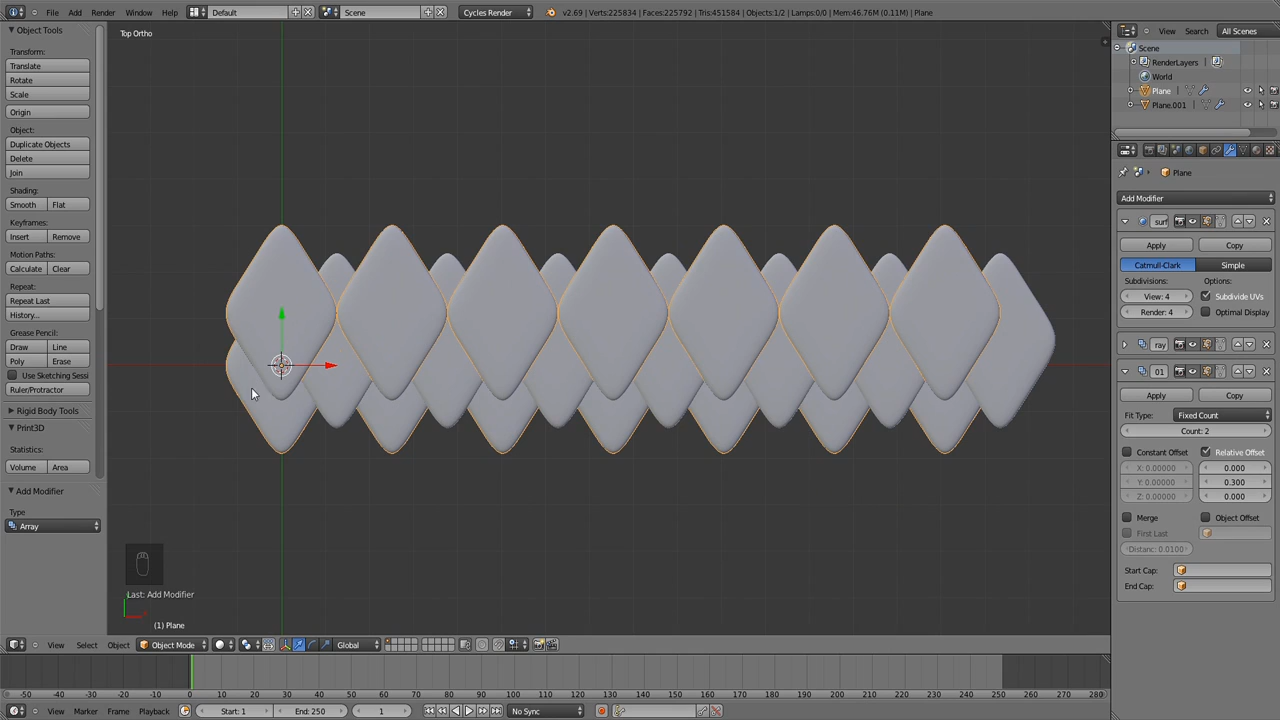 File Add Render Window Help Default Scene Cycles Render v2.69 | Verts:225834 | Faces:225792 | Tris:451584 | Objects:1/2 | Lamps:0/0 | Mem:46.76M (0.11M) | Plane
Object Tools
Transform:
Translate
Rotate
Scale
Origin
Object:
Duplicate Objects
Delete
Join
Shading:
Smooth Flat
Keyframes:
Insert Remove
Motion Paths:
Calculate Clear
Repeat:
Repeat Last
History...
Grease Pencil:
Draw Line
Poly Erase
Use Sketching Sessi
Ruler/Protractor
Rigid Body Tools
Print3D
Statistics:
Volume Area
Add Modifier
Type
Array
Top Ortho
Last: Add Modifier
(1) Plane
View Select Object Object Mode Global
-50 -40 -30 -20 -10 0 10 20 30 40 50 60 70 80 90 100 110 120 130 140 150 160 170 180 190 200 210 220 230 240 250 260 270 280
View Marker Frame Playback Start: 1 End: 250 1 No Sync
View Search All Scenes
Scene
RenderLayers
World
Plane
Plane.001
Plane
Add Modifier
surf
Apply Copy
Catmull-Clark Simple
Subdivisions: Options:
View: 4 Subdivide UVs
Render: 4 Optimal Display
ray
01
Apply Copy
Fit Type: Fixed Count
Count: 2
Constant Offset Relative Offset
X: 0.00000 0.000
Y: 0.00000 0.300
Z: 0.00000 0.000
Merge Object Offset
First Last
Distanc: 0.0100
Start Cap:
End Cap: